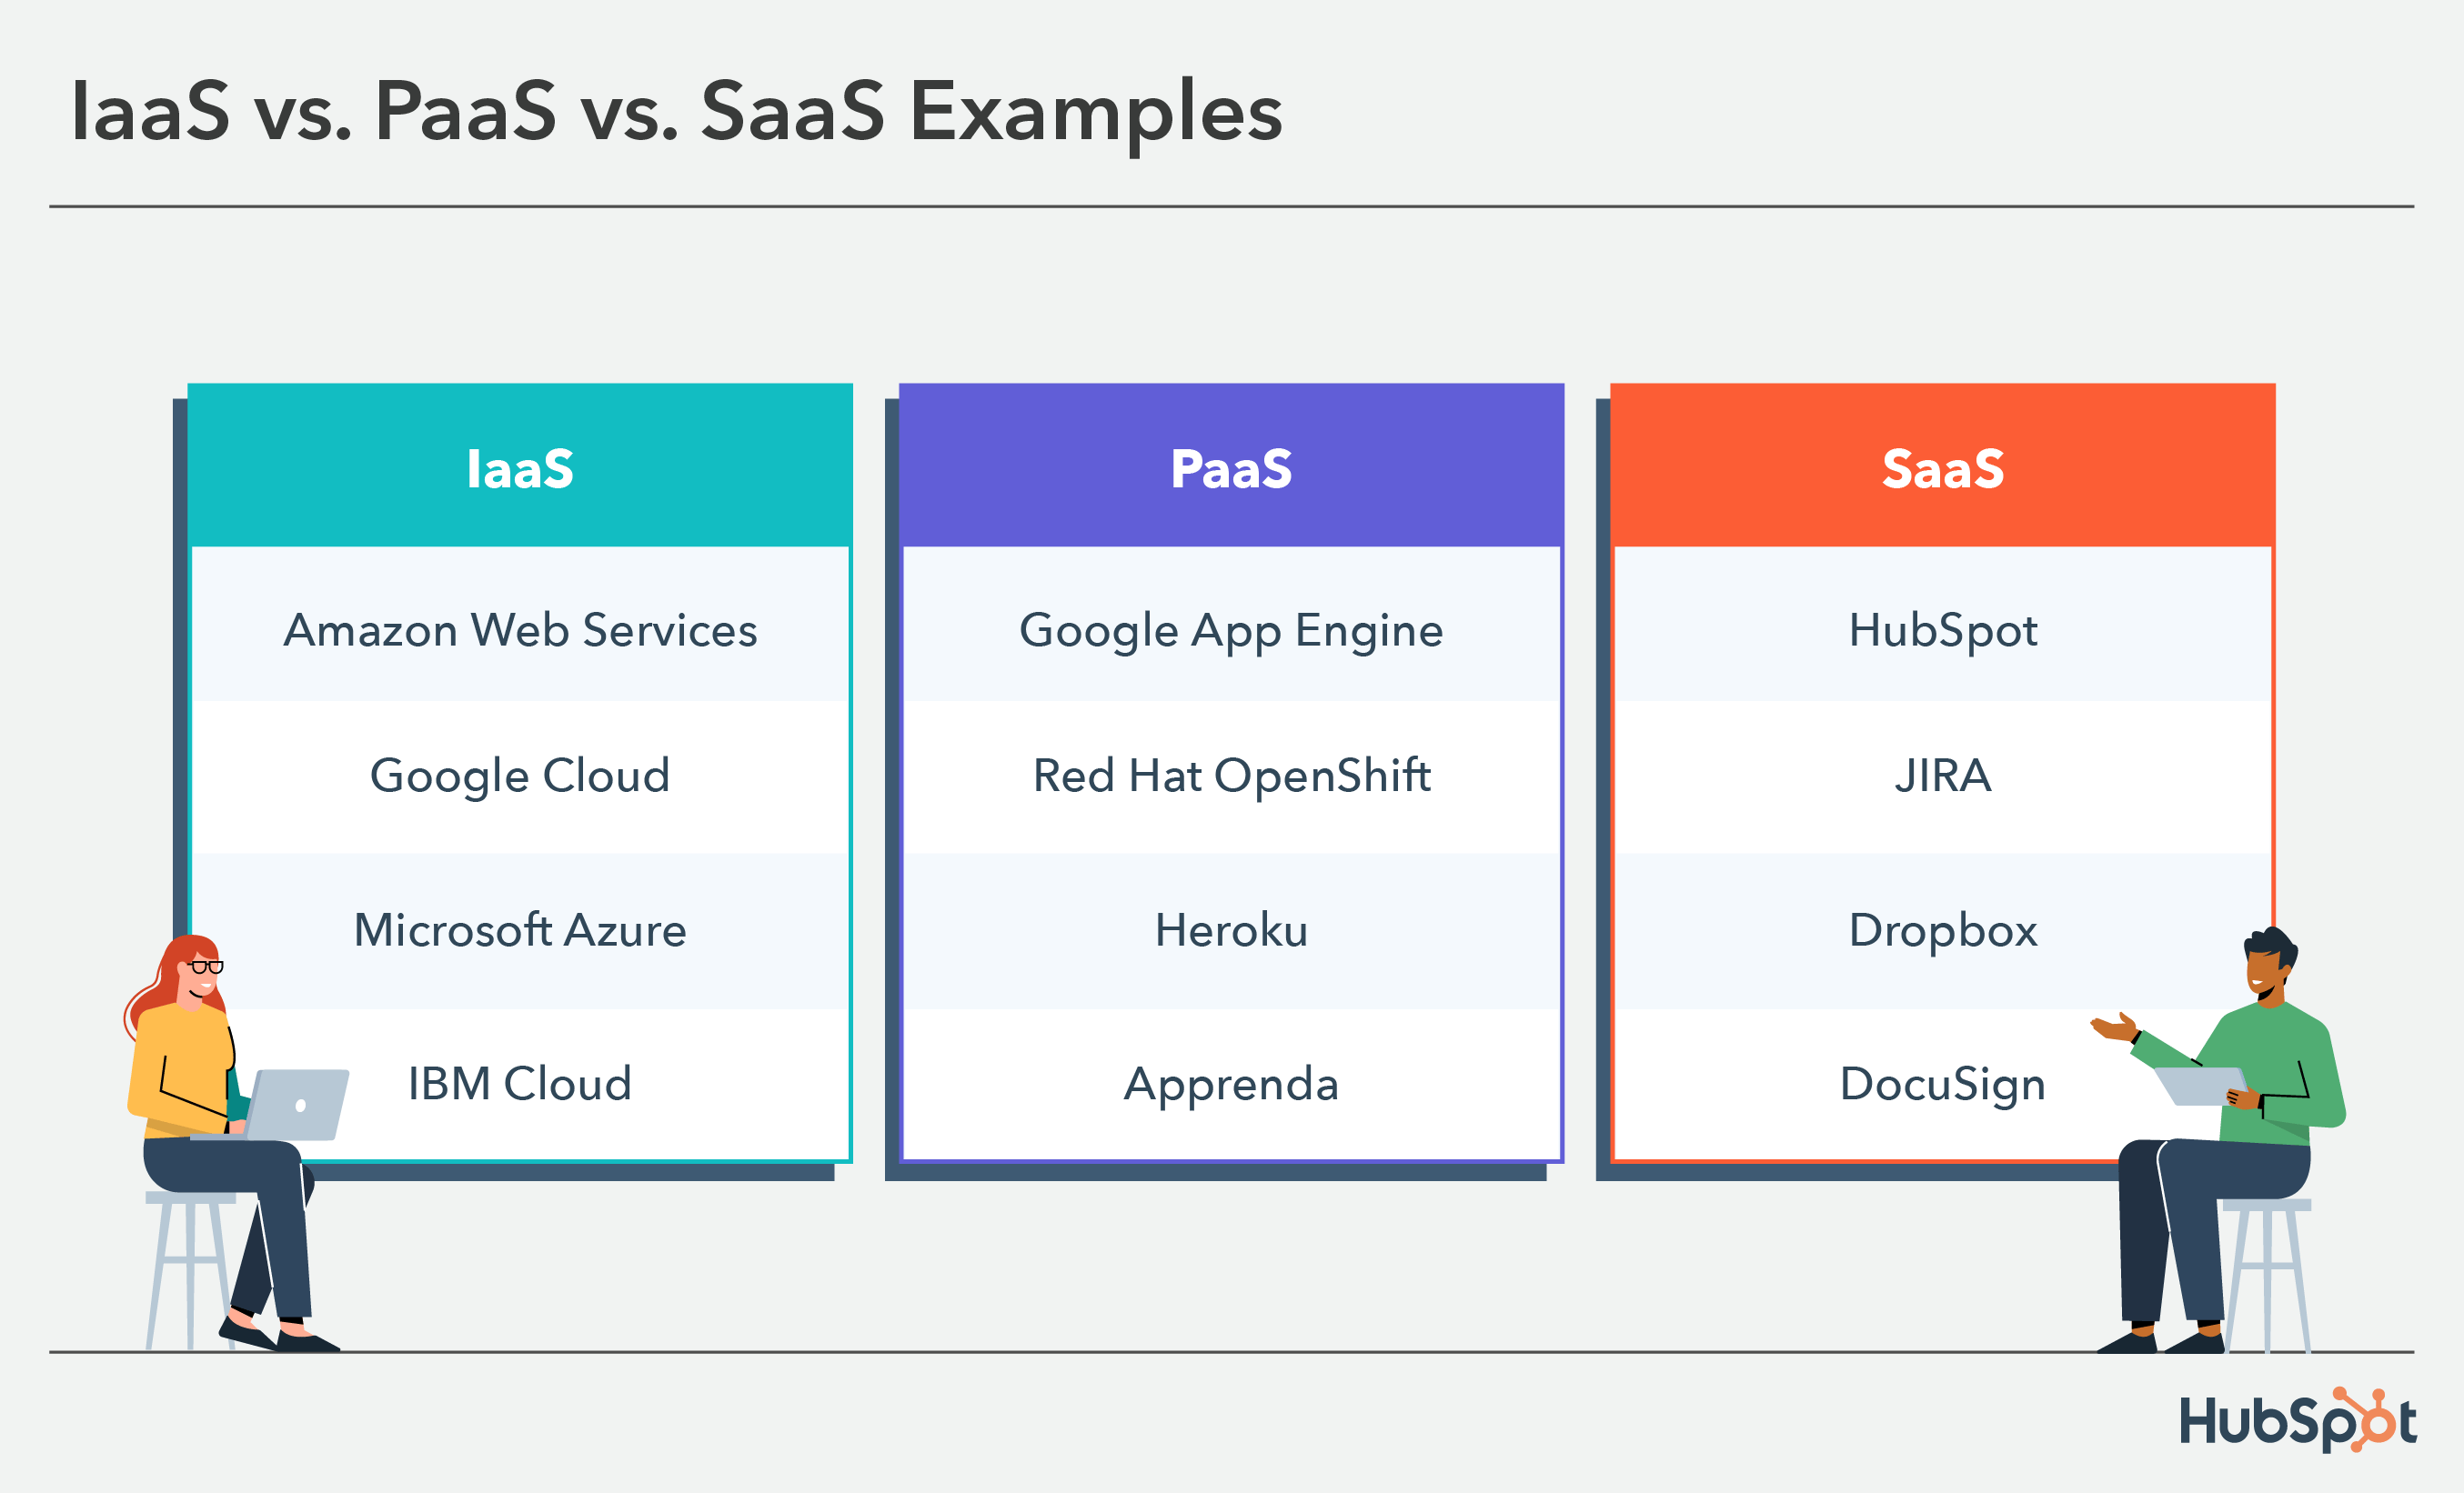 IaaS vs. PaaS vs. SaaS Examples
IaaS
Amazon Web Services
Google Cloud
Microsoft Azure
IBM Cloud
PaaS
Google App Engine
Red Hat OpenShift
Heroku
Apprenda
SaaS
HubSpot
JIRA
Dropbox
DocuSign
HubSpot